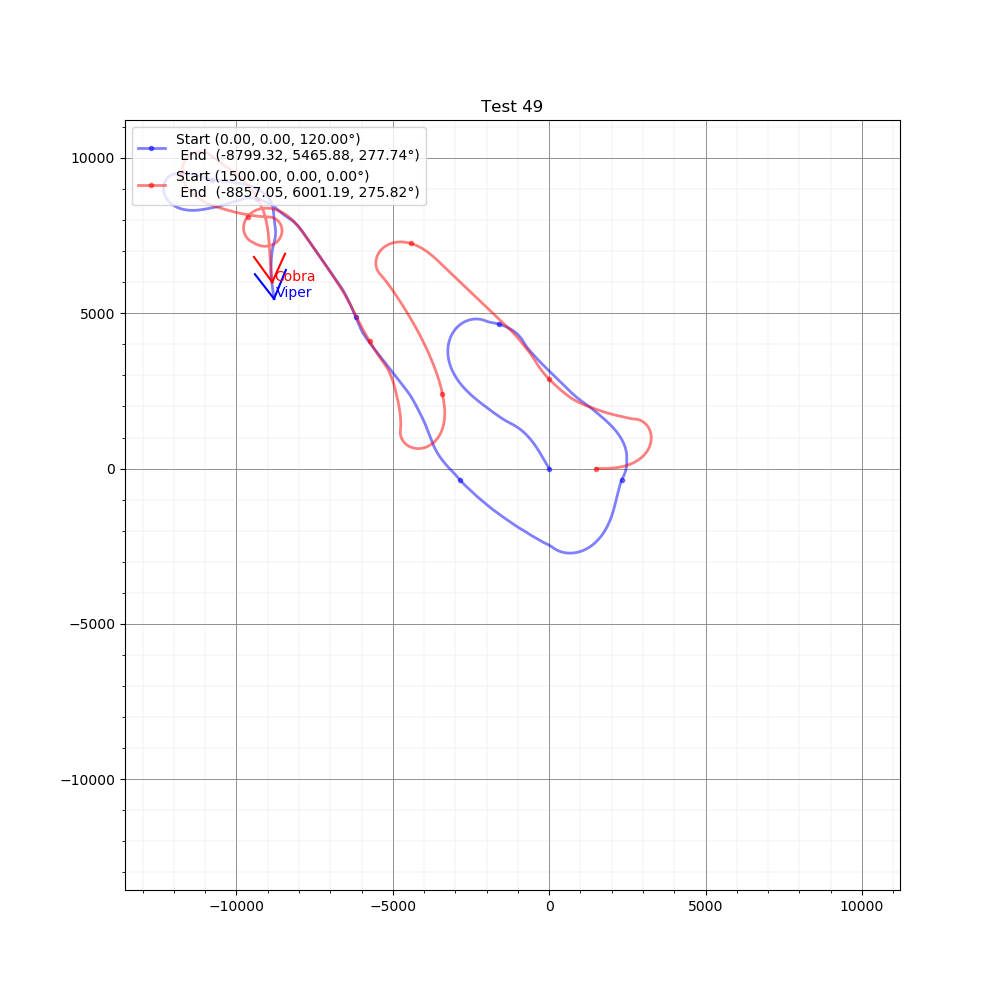 Test 49
Start (0.00, 0.00, 120.00°)
End (-8799.32, 5465.88, 277.74°)
Start (1500.00, 0.00, 0.00°)
End (-8857.05, 6001.19, 275.82°)
Cobra
Viper
10000
5000
0
−5000
−10000
−10000
−5000
0
5000
10000